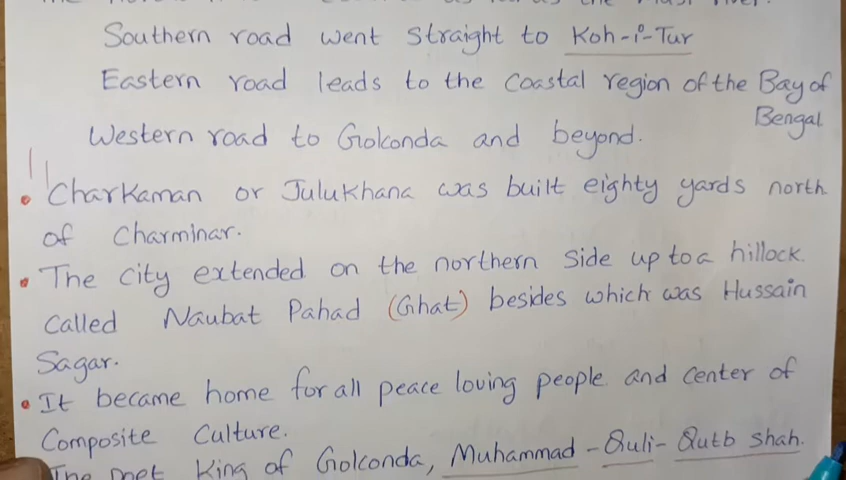 Southern road went straight to Koh-i-Tur
Eastern road leads to the coastal region of the Bay of
Bengal
Western road to Golconda and beyond.
• Charkaman or Julukhana was built eighty yards north
of Charminar.
• The city extended on the northern side up to a hillock.
called Naubat Pahad (Ghat) besides which was Hussain
Sagar.
• It became home for all peace loving people and center of
Composite Culture.
The poet King of Golconda, Muhammad - Quli - Qutb Shah.